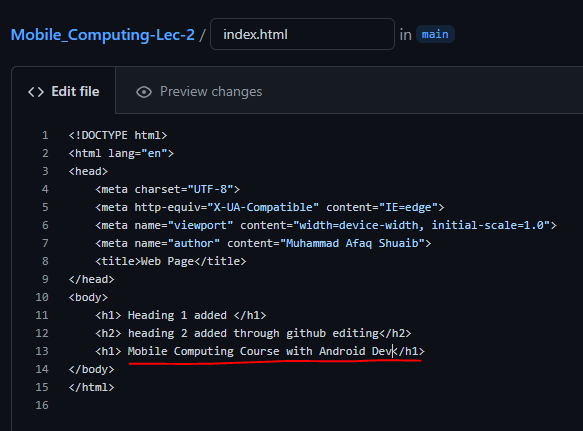 Mobile_Computing-Lec-2 / index.html in main
<> Edit file Preview changes
1 <!DOCTYPE html>
2 <html lang="en">
3 <head>
4 <meta charset="UTF-8">
5 <meta http-equiv="X-UA-Compatible" content="IE=edge">
6 <meta name="viewport" content="width=device-width, initial-scale=1.0">
7 <meta name="author" content="Muhammad Afaq Shuaib">
8 <title>Web Page</title>
9 </head>
10 <body>
11 <h1> Heading 1 added </h1>
12 <h2> heading 2 added through github editing</h2>
13 <h1> Mobile Computing Course with Android Dev</h1>
14 </body>
15 </html>
16